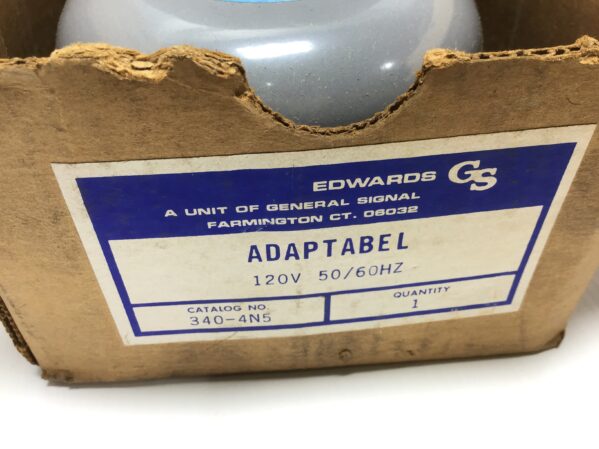 EDWARDS GS
A UNIT OF GENERAL SIGNAL
FARMINGTON CT. 06032
ADAPTABEL
120V 50/60HZ
CATALOG NO.
340-4N5
QUANTITY
1